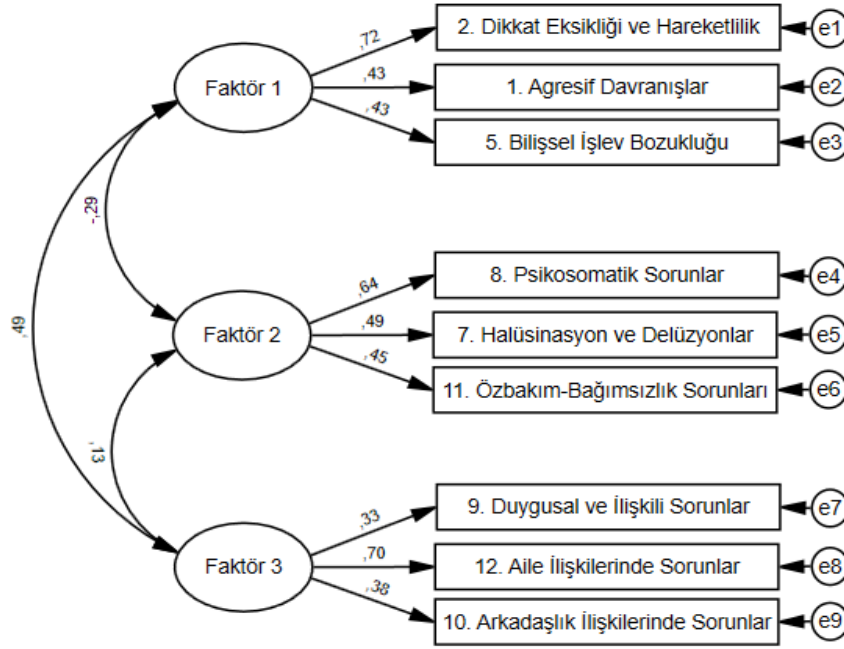 ,72
2. Dikkat Eksikliği ve Hareketlilik
e1
Faktör 1
,43
1. Agresif Davranışlar
e2
,43
5. Bilişsel İşlev Bozukluğu
e3
-,29
,64
8. Psikosomatik Sorunlar
e4
,49
Faktör 2
,49
7. Halüsinasyon ve Delüzyonlar
e5
,45
11. Özbakım-Bağımsızlık Sorunları
e6
,13
,33
9. Duygusal ve İlişkili Sorunlar
e7
Faktör 3
,70
12. Aile İlişkilerinde Sorunlar
e8
,38
10. Arkadaşlık İlişkilerinde Sorunlar
e9